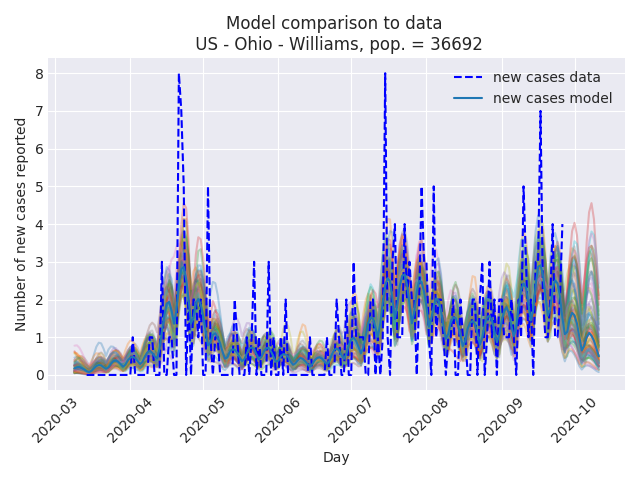 Model comparison to data
US - Ohio - Williams, pop. = 36692
new cases data
new cases model
Number of new cases reported
8
7
6
5
4
3
2
1
0
2020-03
2020-04
2020-05
2020-06
2020-07
2020-08
2020-09
2020-10
Day